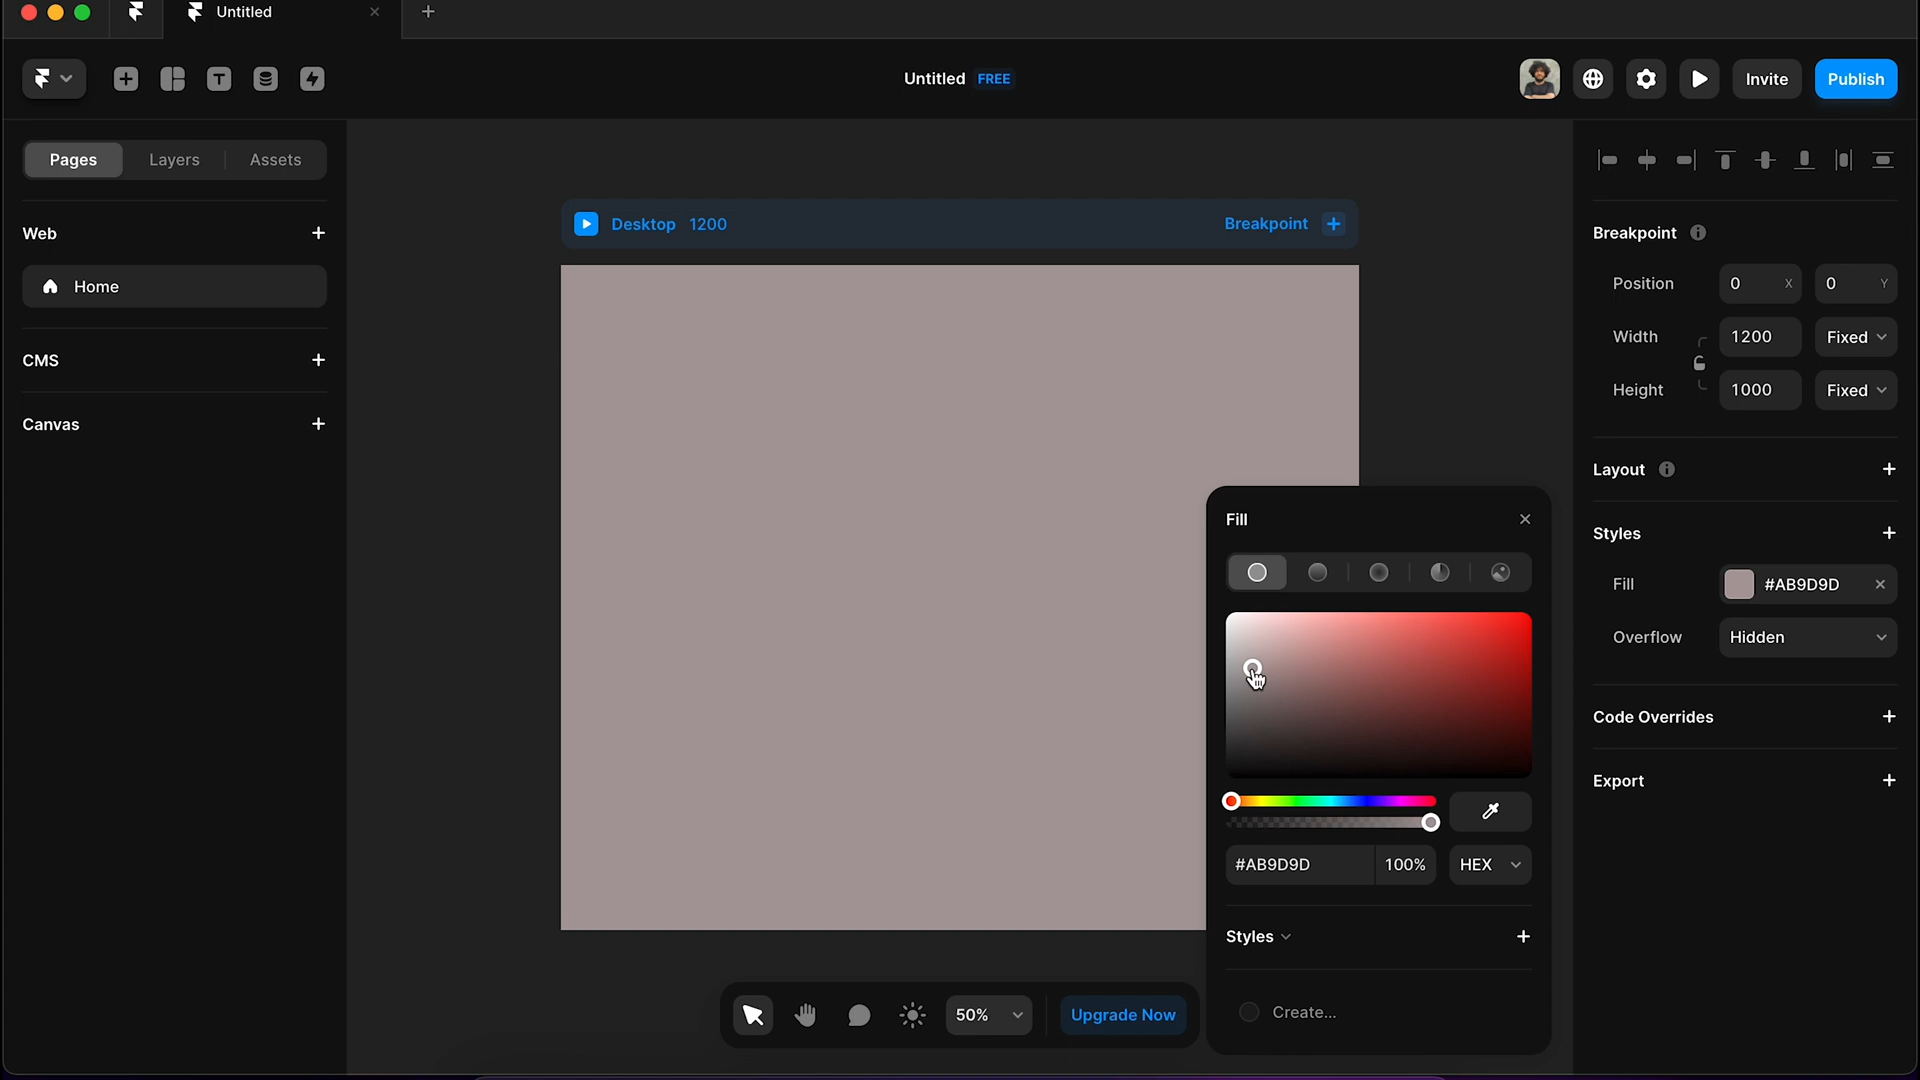 Untitled
Untitled FREE
Invite
Publish
Pages
Layers
Assets
Web
Home
CMS
Canvas
Desktop 1200
Breakpoint
Breakpoint
Position 0 X 0 Y
Width 1200 Fixed
Height 1000 Fixed
Layout
Styles
Fill #AB9D9D
Overflow Hidden
Code Overrides
Export
Fill
#AB9D9D 100% HEX
Styles
Create...
50%
Upgrade Now